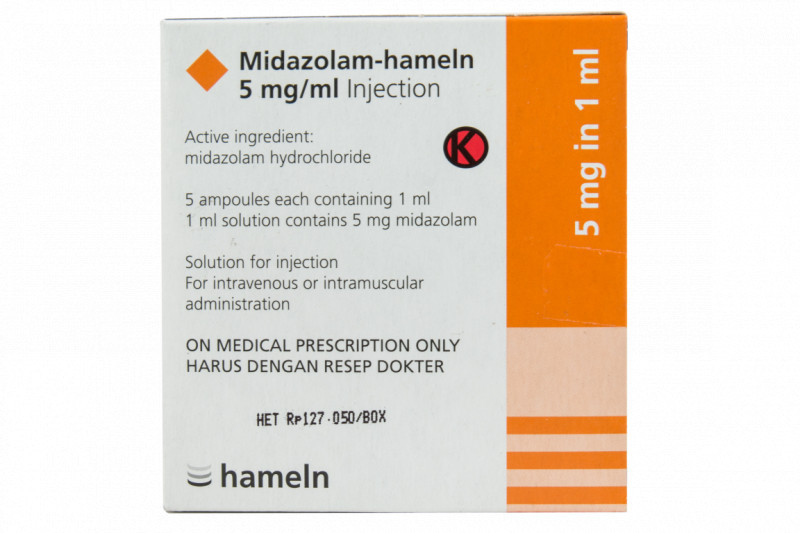 Midazolam-hameln
5 mg/ml Injection
Active ingredient:
midazolam hydrochloride
K
5 ampoules each containing 1 ml
1 ml solution contains 5 mg midazolam
Solution for injection
For intravenous or intramuscular
administration
ON MEDICAL PRESCRIPTION ONLY
HARUS DENGAN RESEP DOKTER
HET Rp127.050/BOX
hameln
5 mg in 1 ml